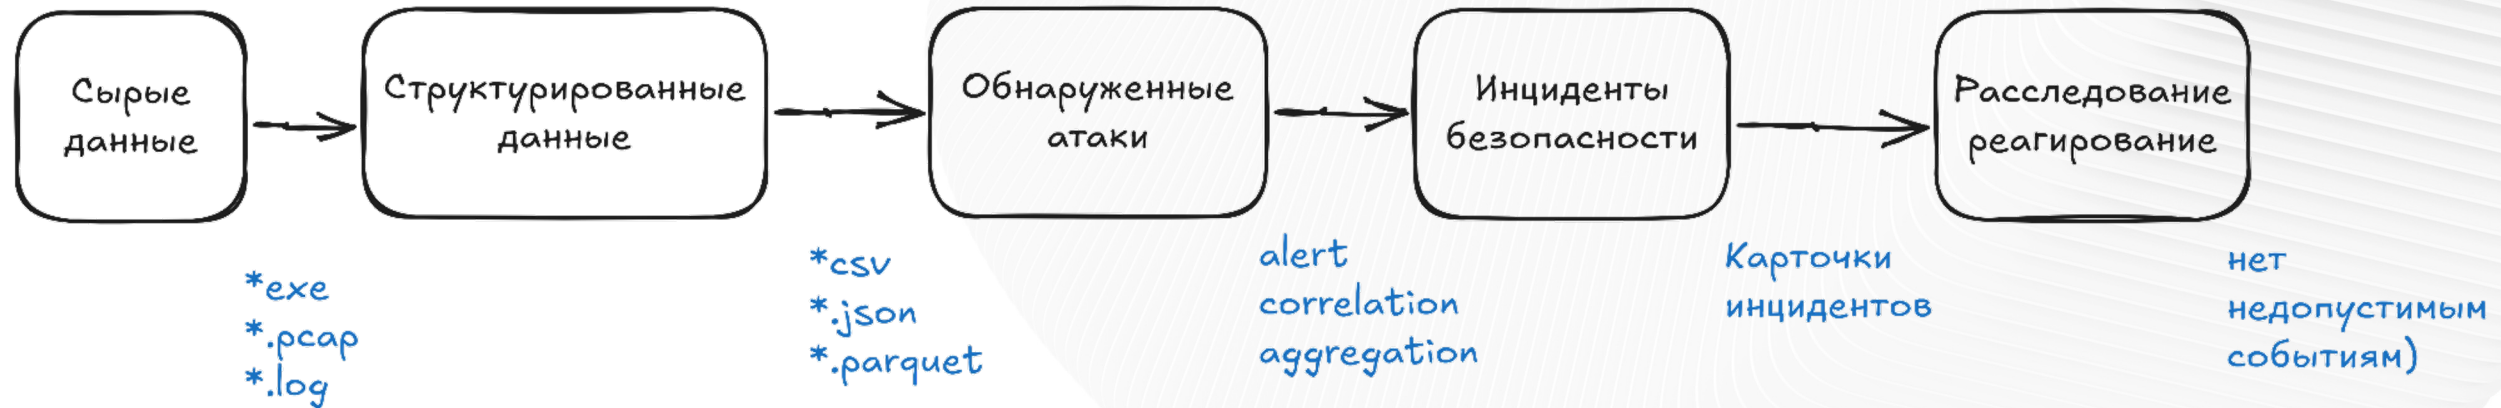 Сырые
данные
Структурированные
данные
Обнаруженные
атаки
Инциденты
безопасности
Расследование
реагирование
*exe
*.pcap
*.log
*csv
*.json
*.parquet
alert
correlation
aggregation
Карточки
инцидентов
нет
недопустимым
событиям)